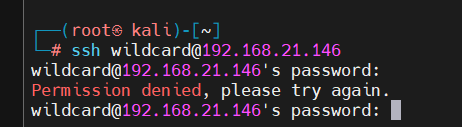 ┌──(root㉿ kali)-[~]
└─# ssh wildcard@192.168.21.146
wildcard@192.168.21.146's password:
Permission denied, please try again.
wildcard@192.168.21.146's password: